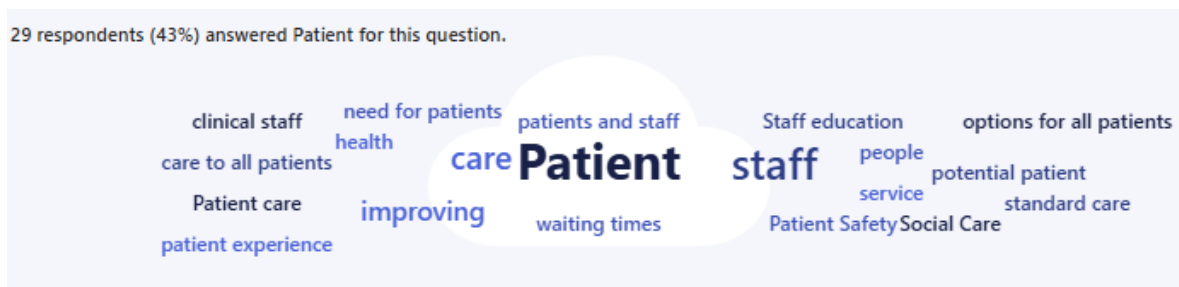 29 respondents (43%) answered Patient for this question.
clinical staff
need for patients
patients and staff
Staff education
options for all patients
health
care to all patients
care
Patient
staff
people
potential patient
service
Patient care
improving
standard care
waiting times
Patient Safety
Social Care
patient experience